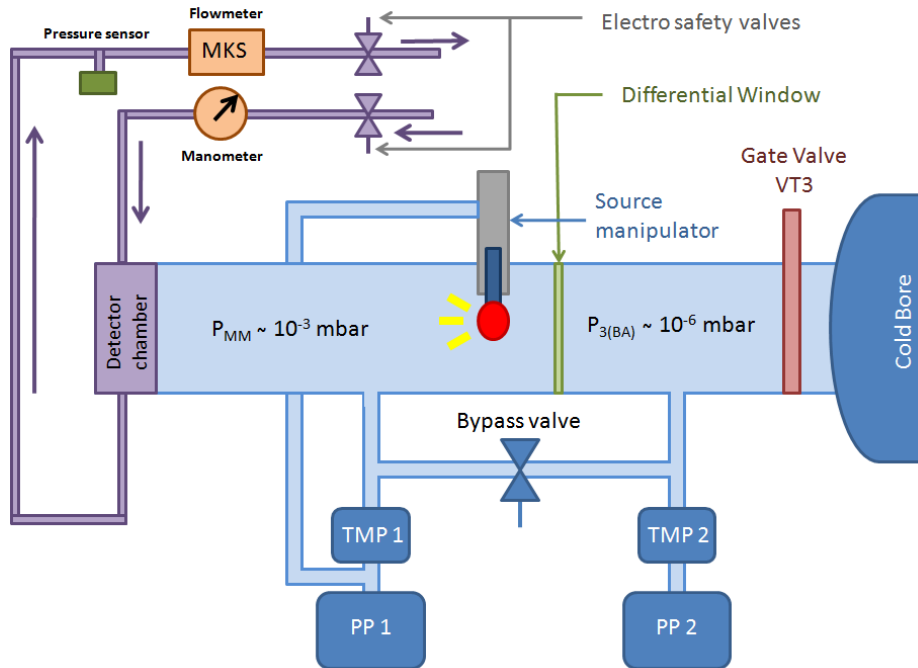 Flowmeter
Pressure sensor
MKS
Electro safety valves
Manometer
Differential Window
Gate Valve
VT3
Source
manipulator
Detector
chamber
P_MM ~ 10⁻³ mbar
P_3(BA) ~ 10⁻⁶ mbar
Cold Bore
Bypass valve
TMP 1
TMP 2
PP 1
PP 2